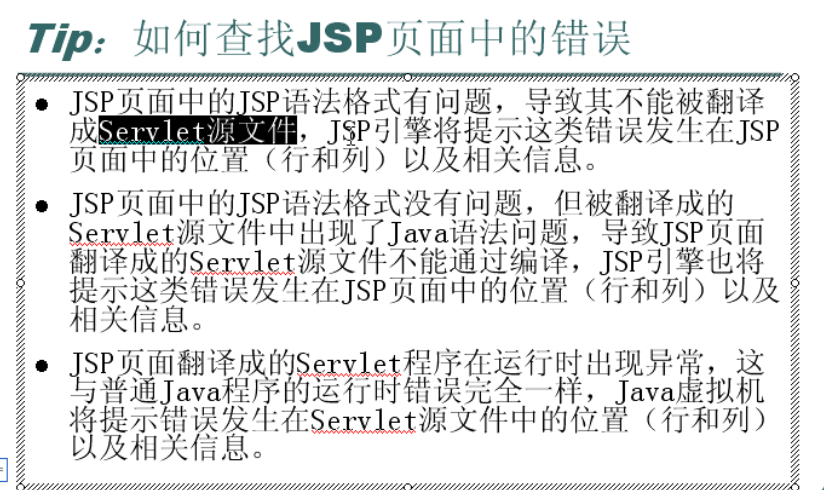 Tip：如何查找JSP页面中的错误
● JSP页面中的JSP语法格式有问题，导致其不能被翻译
成Servlet源文件，JSP引擎将提示这类错误发生在JSP
页面中的位置（行和列）以及相关信息。
● JSP页面中的JSP语法格式没有问题，但被翻译成的
Servlet源文件中出现了Java语法问题，导致JSP页面
翻译成的Servlet源文件不能通过编译，JSP引擎也将
提示这类错误发生在JSP页面中的位置（行和列）以及
相关信息。
● JSP页面翻译成的Servlet程序在运行时出现异常，这
与普通Java程序的运行时错误完全一样，Java虚拟机
将提示错误发生在Servlet源文件中的位置（行和列）
以及相关信息。